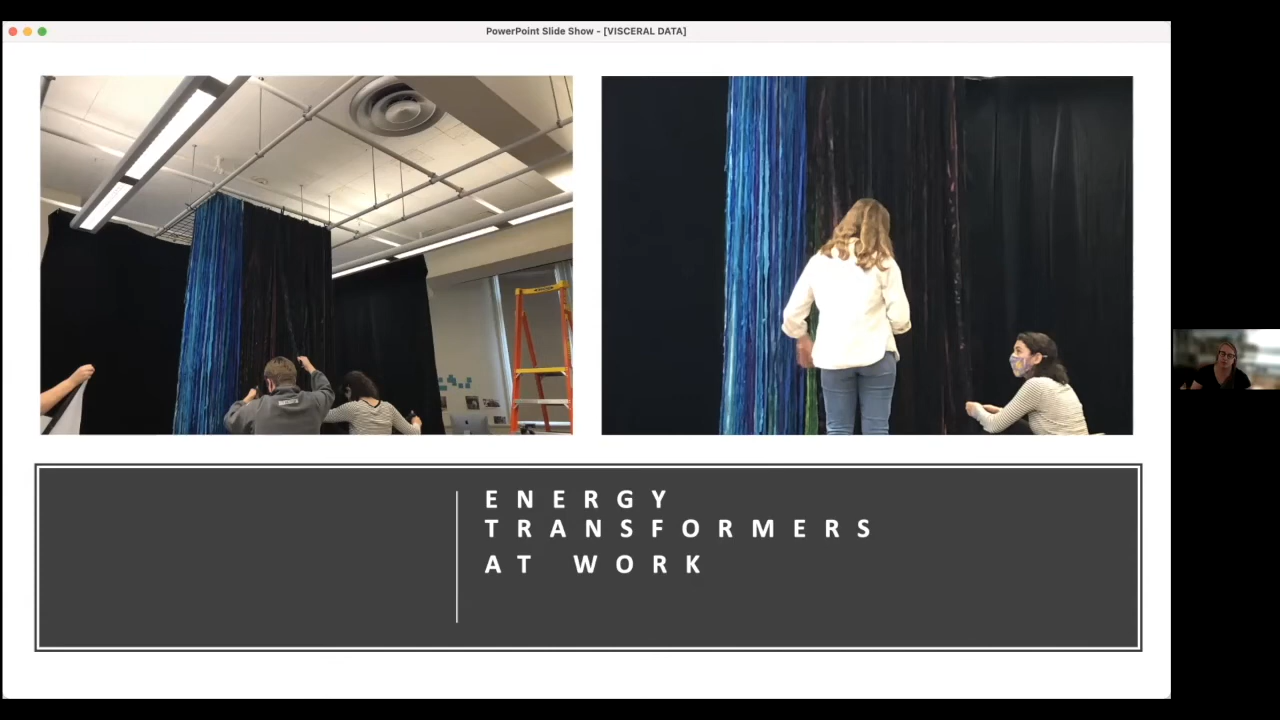 PowerPoint Slide Show - [VISCERAL DATA]
ENERGY
TRANSFORMERS
AT WORK